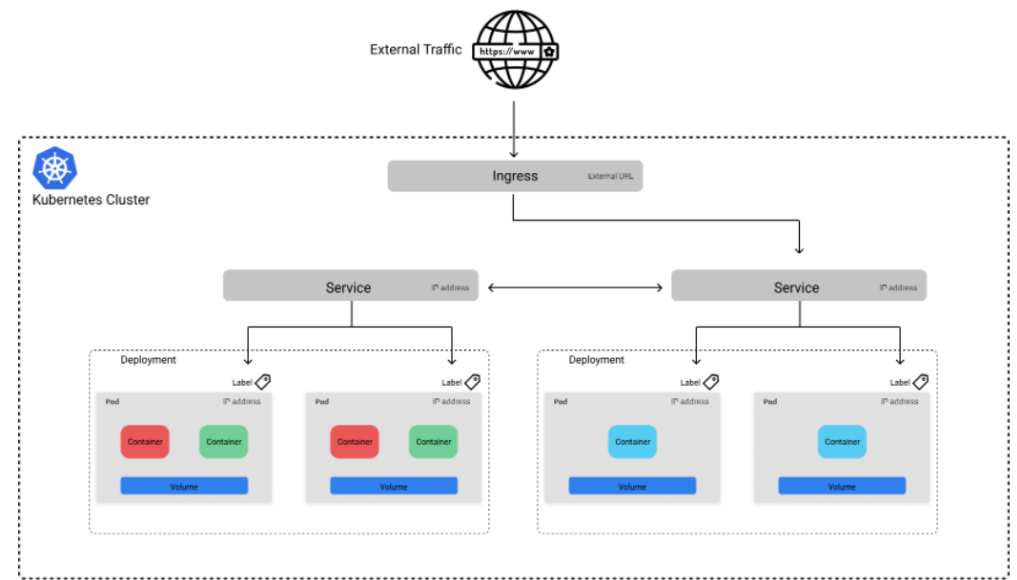 External Traffic
https://www
Kubernetes Cluster
Ingress External URL
Service IP address
Service IP address
Deployment
Deployment
Label
Label
Label
Label
Pod IP address
Pod IP address
Pod IP address
Pod IP address
Container Container
Container Container
Container
Container
Volume
Volume
Volume
Volume